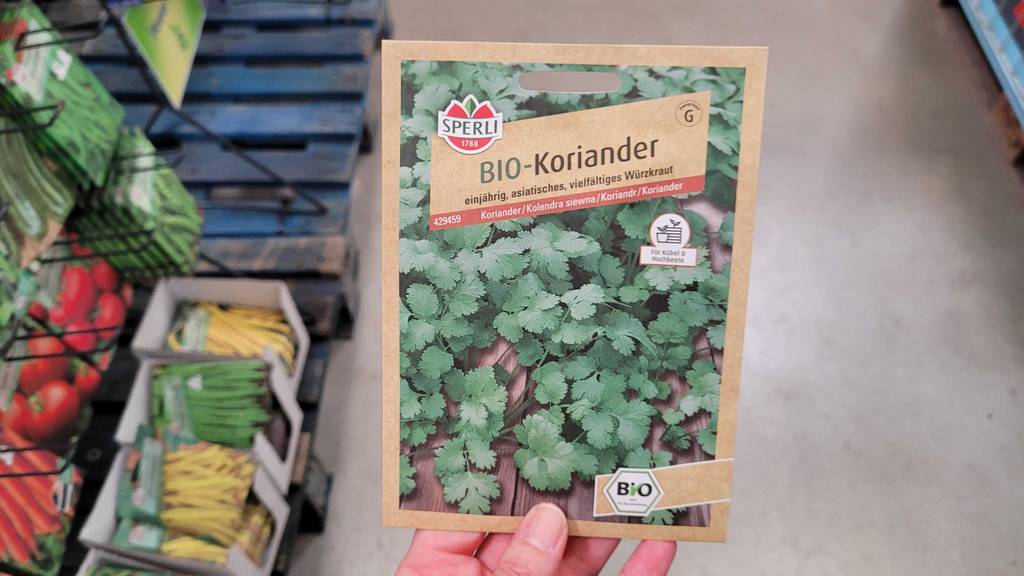 SPERLI
1788
G
BIO-Koriander
einjährig, asiatisches, vielfältiges Würzkraut
429459 Koriander/Kolendra siewna/Koriandr/Koriander
Für Kübel &
Hochbeete
BIO